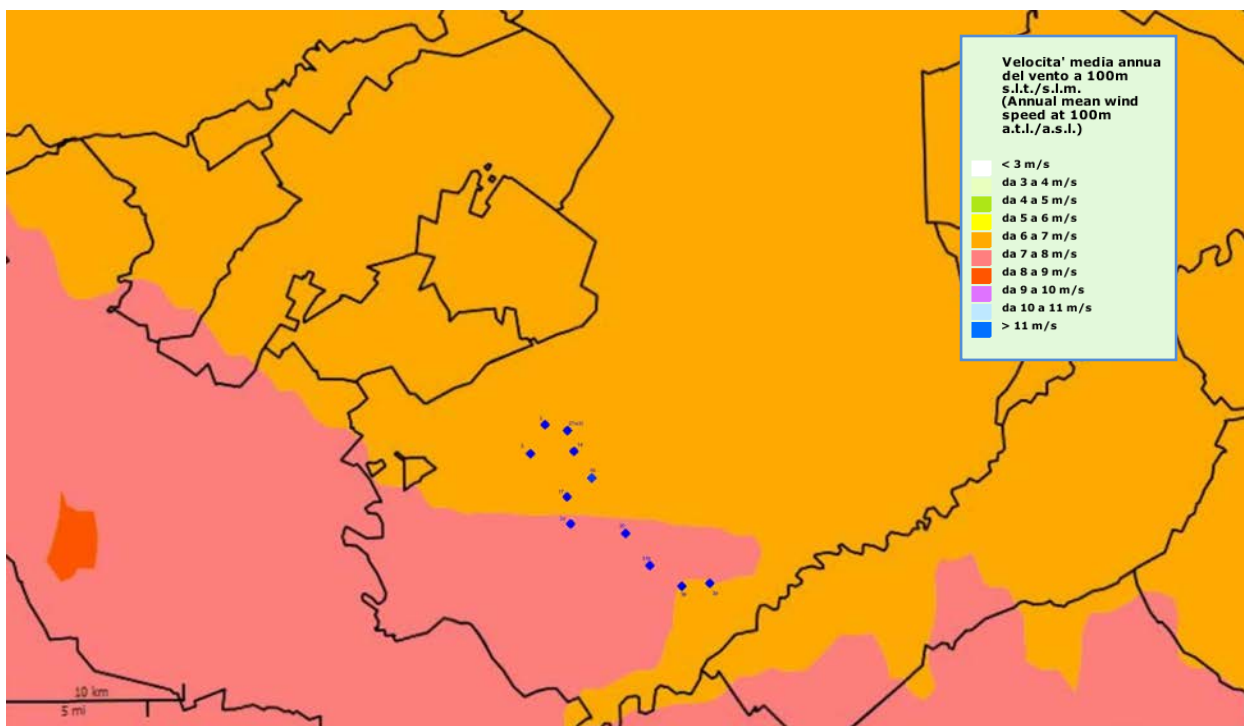 Velocita' media annua
del vento a 100m
s.l.t./s.l.m.
(Annual mean wind
speed at 100m
a.t.l./a.s.l.)
< 3 m/s
da 3 a 4 m/s
da 4 a 5 m/s
da 5 a 6 m/s
da 6 a 7 m/s
da 7 a 8 m/s
da 8 a 9 m/s
da 9 a 10 m/s
da 10 a 11 m/s
> 11 m/s
10 km
5 mi